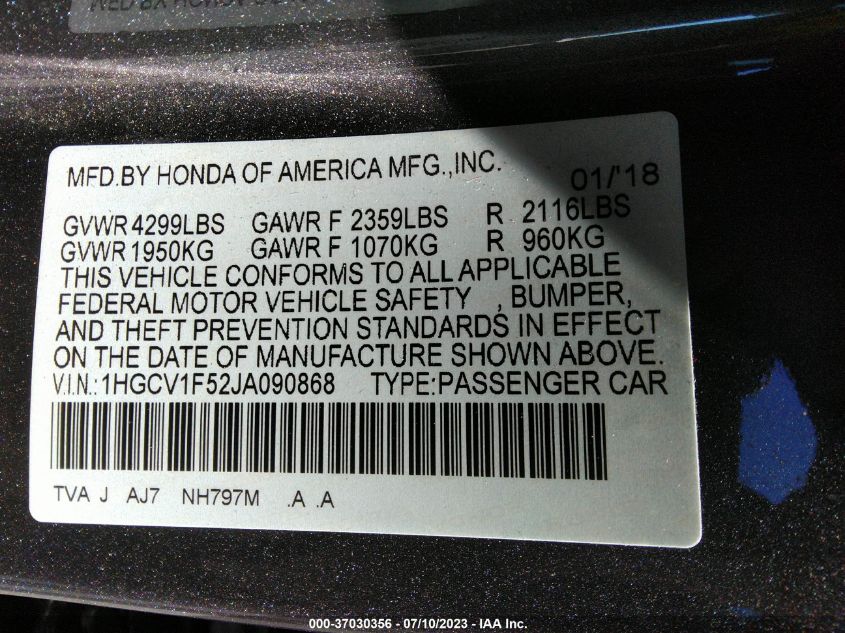 MFD.BY HONDA OF AMERICA MFG.,INC. 01/'18
GVWR 4299LBS GAWR F 2359LBS R 2116LBS
GVWR 1950KG GAWR F 1070KG R 960KG
THIS VEHICLE CONFORMS TO ALL APPLICABLE
FEDERAL MOTOR VEHICLE SAFETY , BUMPER,
AND THEFT PREVENTION STANDARDS IN EFFECT
ON THE DATE OF MANUFACTURE SHOWN ABOVE.
V.I.N.:1HGCV1F52JA090868 TYPE:PASSENGER CAR
TVA J AJ7 NH797M .A .A
000-37030356 - 07/10/2023 - IAA Inc.